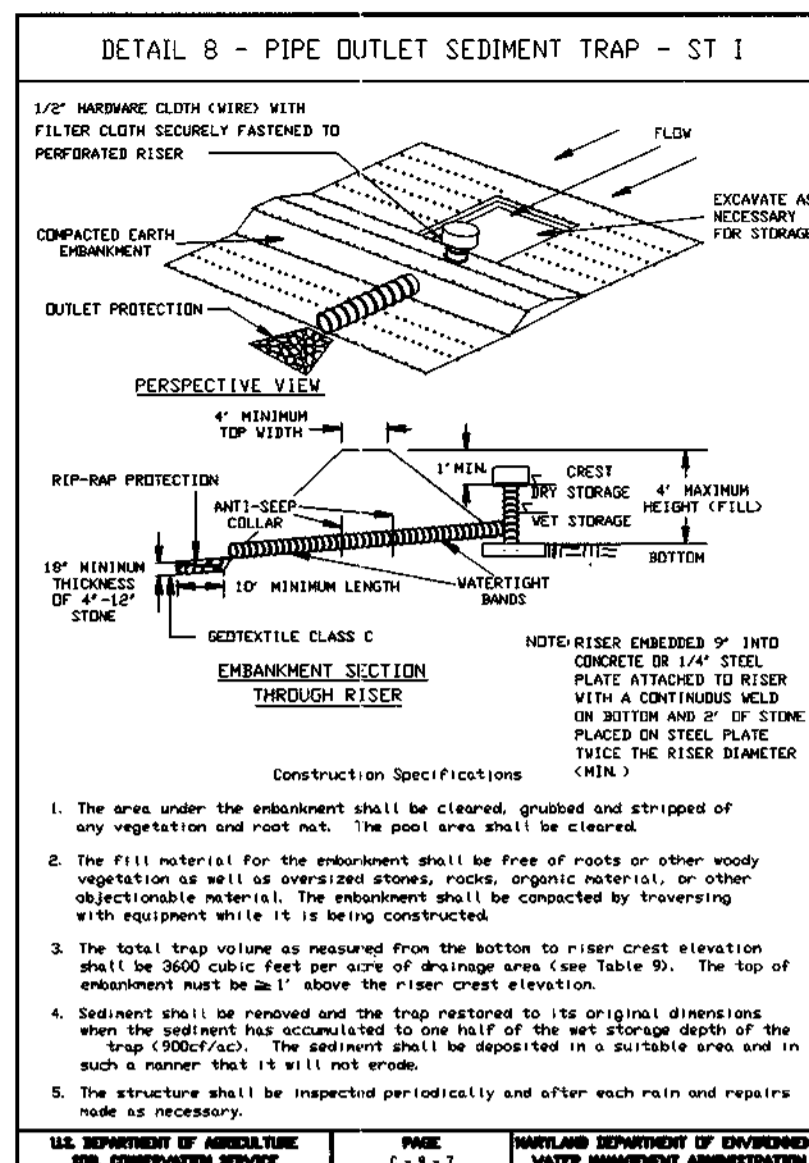 DETAIL 8 - PIPE OUTLET SEDIMENT TRAP - ST I
1/2" HARDWARE CLOTH (WIRE) WITH
FILTER CLOTH SECURELY FASTENED TO
PERFORATED RISER
FLOW
EXCAVATE AS
NECESSARY
FOR STORAGE
COMPACTED EARTH
EMBANKMENT
OUTLET PROTECTION
PERSPECTIVE VIEW
4' MINIMUM
TOP WIDTH
1' MIN.
CREST
DRY STORAGE
WET STORAGE
4' MAXIMUM
HEIGHT (FILL)
RIP-RAP PROTECTION
ANTI-SEEP
COLLAR
BOTTOM
18" MINIMUM
THICKNESS
OF 4"-12"
STONE
10' MINIMUM LENGTH
WATERTIGHT
BANDS
GEOTEXTILE CLASS C
EMBANKMENT SECTION
THROUGH RISER
NOTE: RISER EMBEDDED 9" INTO
CONCRETE OR 1/4" STEEL
PLATE ATTACHED TO RISER
WITH A CONTINUOUS WELD
ON BOTTOM AND 2' OF STONE
PLACED ON STEEL PLATE
TWICE THE RISER DIAMETER
(MIN.)
Construction Specifications
1. The area under the embankment shall be cleared, grubbed and stripped of
any vegetation and root mat. The pool area shall be cleared.
2. The fill material for the embankment shall be free of roots or other woody
vegetation as well as oversized stones, rocks, organic material, or other
objectionable material. The embankment shall be compacted by traversing
with equipment while it is being constructed.
3. The total trap volume as measured from the bottom to riser crest elevation
shall be 3600 cubic feet per acre of drainage area (see Table 9). The top of
embankment must be ≥ 1' above the riser crest elevation.
4. Sediment shall be removed and the trap restored to its original dimensions
when the sediment has accumulated to one half of the wet storage depth of the
trap (900cf/ac). The sediment shall be deposited in a suitable area and in
such a manner that it will not erode.
5. The structure shall be inspected periodically and after each rain and repairs
made as necessary.
U.S. DEPARTMENT OF AGRICULTURE
SOIL CONSERVATION SERVICE
PAGE
C - 9 - 7
MARYLAND DEPARTMENT OF ENVIRONMEN
WATER MANAGEMENT ADMINISTRATION